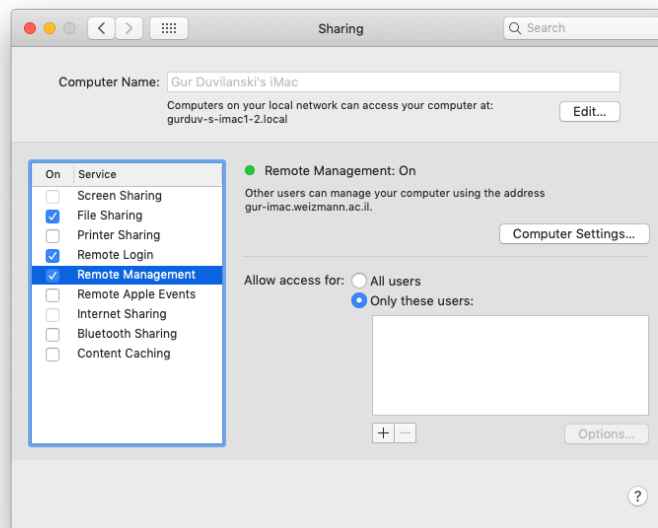 Sharing
Search
Computer Name: Gur Duvilanski's iMac
Computers on your local network can access your computer at:
gurduv-s-imac1-2.local
Edit...
On Service
Screen Sharing
File Sharing
Printer Sharing
Remote Login
Remote Management
Remote Apple Events
Internet Sharing
Bluetooth Sharing
Content Caching
Remote Management: On
Other users can manage your computer using the address
gur-imac.weizmann.ac.il.
Computer Settings...
Allow access for: All users
Only these users:
+ −
Options...
?